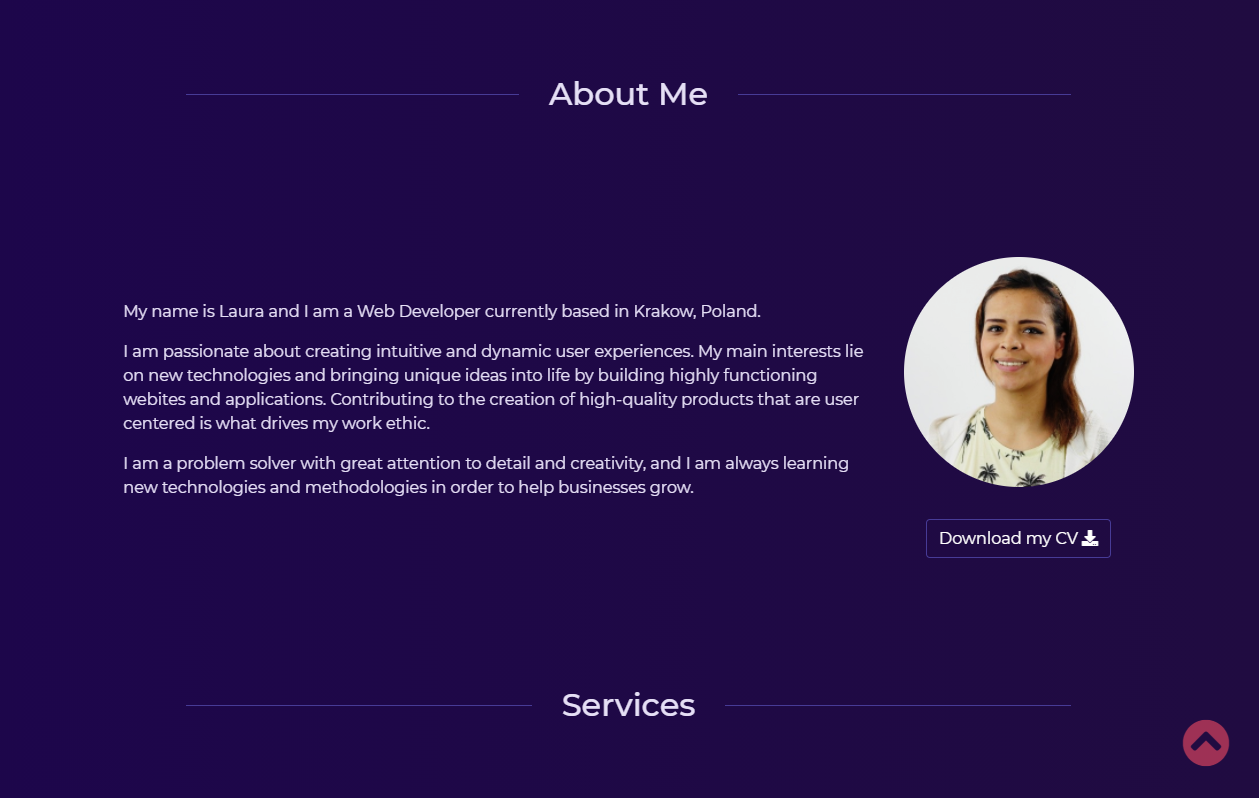 About Me
My name is Laura and I am a Web Developer currently based in Krakow, Poland.
I am passionate about creating intuitive and dynamic user experiences. My main interests lie
on new technologies and bringing unique ideas into life by building highly functioning
webites and applications. Contributing to the creation of high-quality products that are user
centered is what drives my work ethic.
I am a problem solver with great attention to detail and creativity, and I am always learning
new technologies and methodologies in order to help businesses grow.
Download my CV
Services